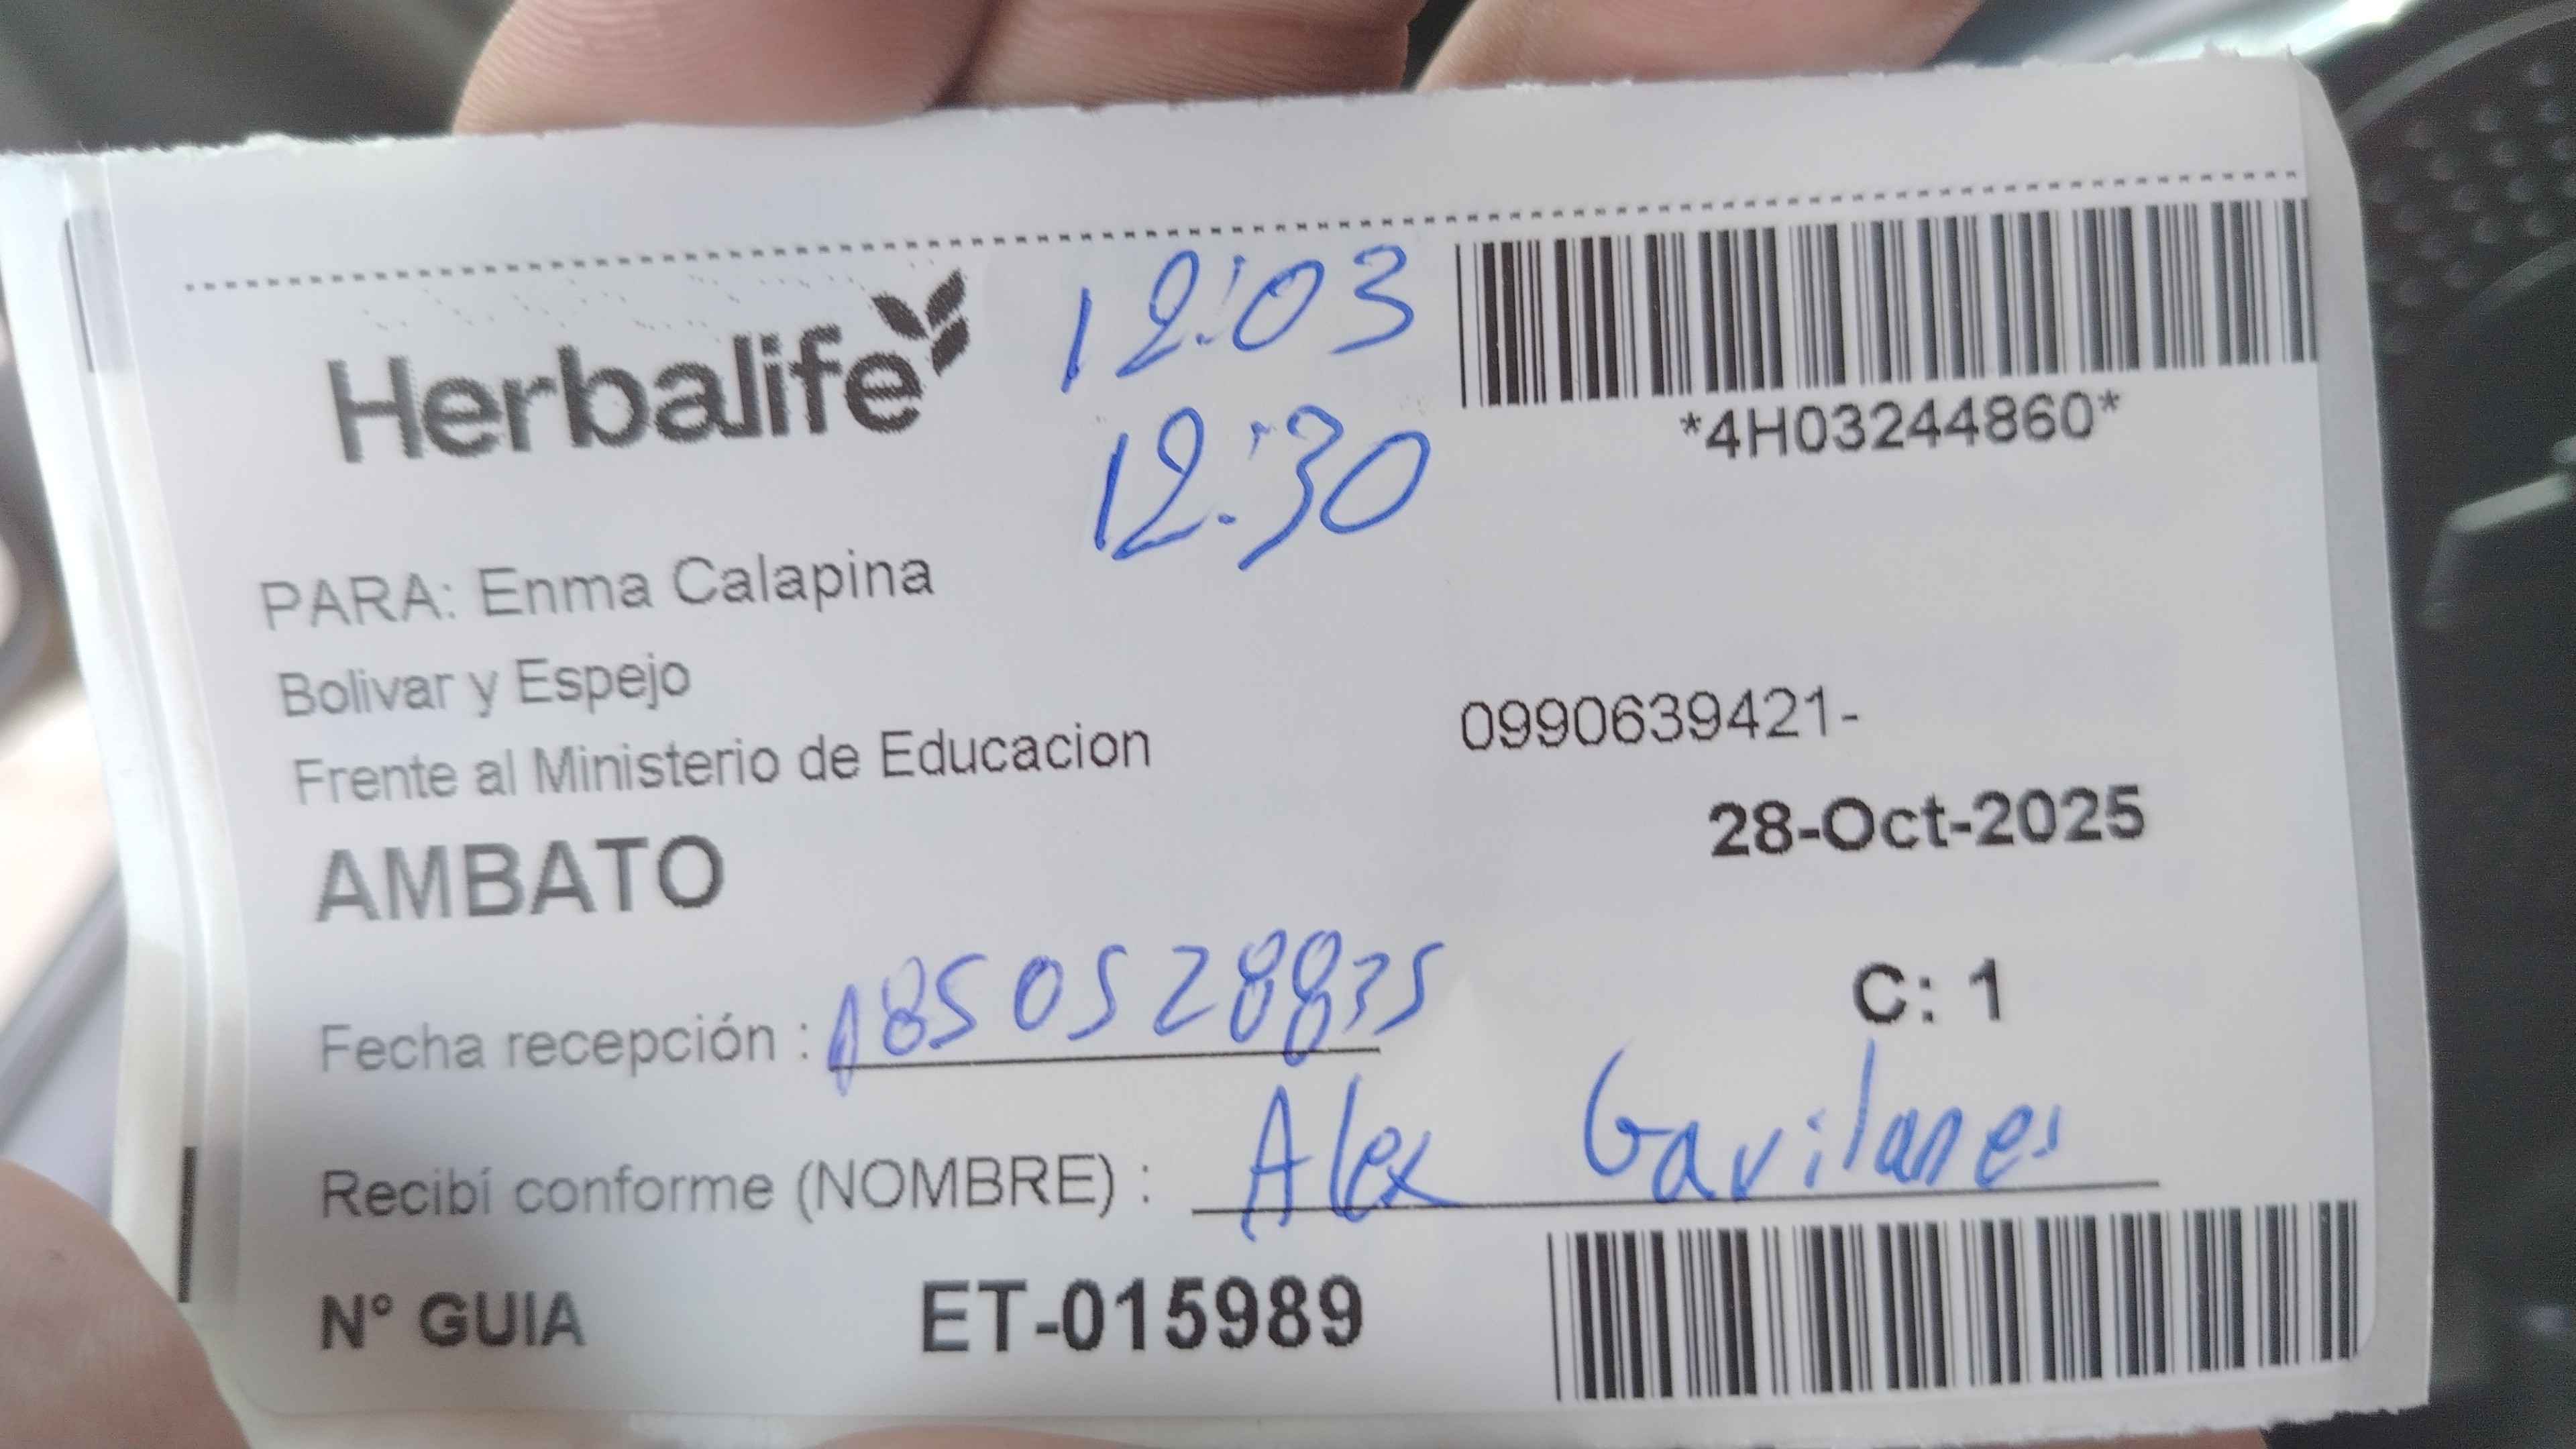 Herbalife
12:03
12:30
*4H03244860*
PARA: Enma Calapina
Bolivar y Espejo
Frente al Ministerio de Educacion
0990639421-
AMBATO
28-Oct-2025
C: 1
Fecha recepción : 1850528835
Recibí conforme (NOMBRE) : Alex Gavilanes
N° GUIA ET-015989